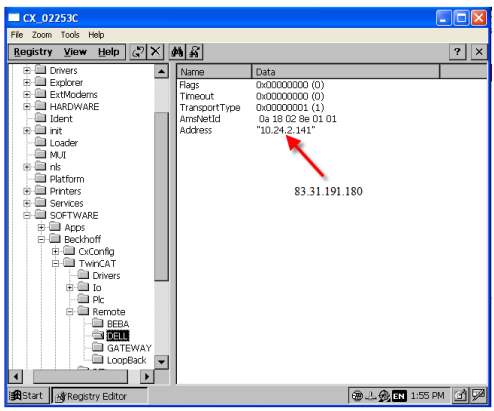 CX_02253C
File Zoom Tools Help
Registry View Help ?
Drivers
Explorer
ExtModems
HARDWARE
Ident
init
Loader
MUI
nls
Platform
Printers
Services
SOFTWARE
Apps
Beckhoff
CxConfig
TwinCAT
Drivers
Io
Plc
Remote
BEBA
DELL
GATEWAY
LoopBack
Name Data
Flags 0x00000000 (0)
Timeout 0x00000000 (0)
TransportType 0x00000001 (1)
AmsNetId 0a 18 02 8e 01 01
Address "10.24.2.141"
83.31.191.180
Start Registry Editor EN 1:55 PM